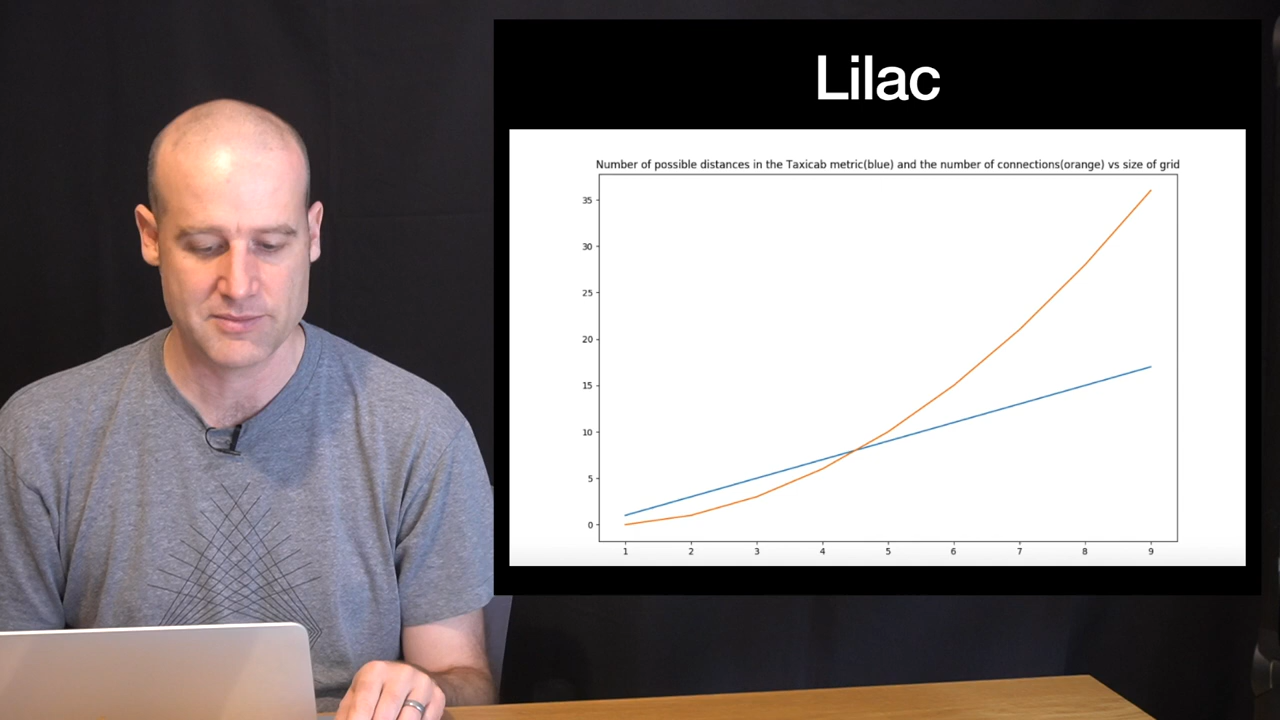 Lilac
Number of possible distances in the Taxicab metric(blue) and the number of connections(orange) vs size of grid
35
30
25
20
15
10
5
0
1 2 3 4 5 6 7 8 9